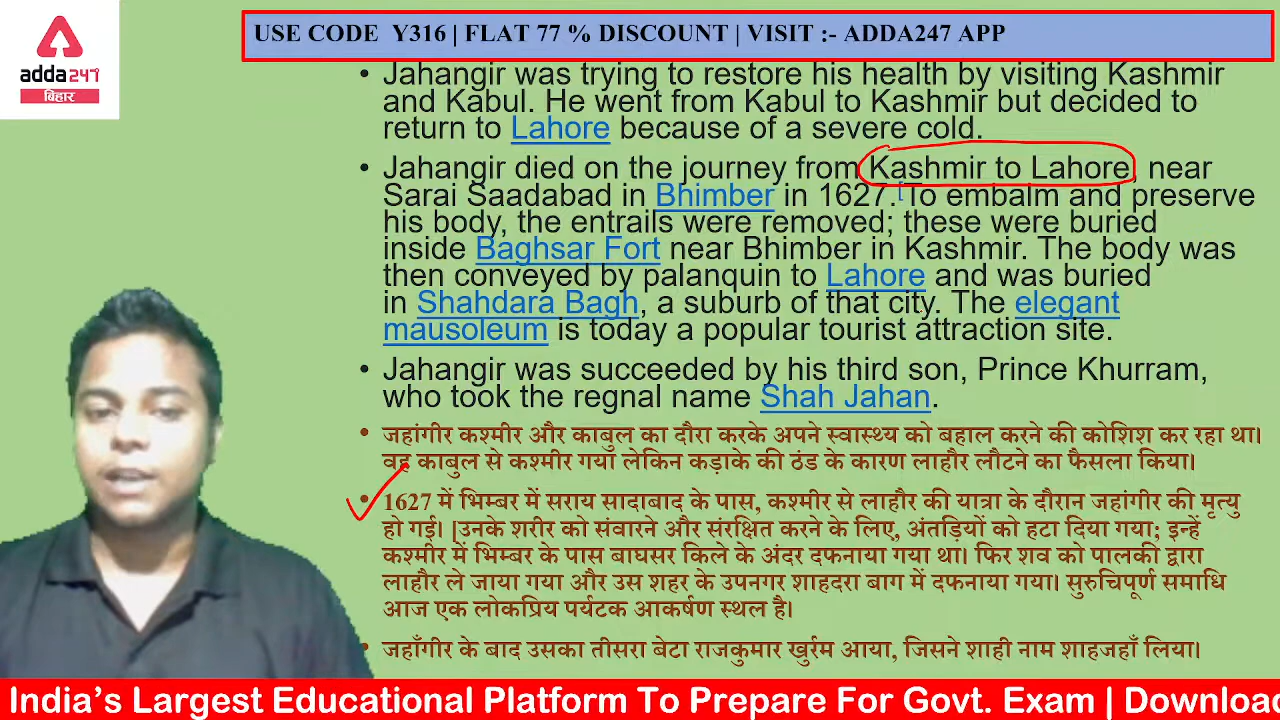 USE CODE Y316 | FLAT 77 % DISCOUNT | VISIT :- ADDA247 APP
adda247
बिहार
• Jahangir was trying to restore his health by visiting Kashmir
and Kabul. He went from Kabul to Kashmir but decided to
return to Lahore because of a severe cold.
• Jahangir died on the journey from Kashmir to Lahore, near
Sarai Saadabad in Bhimber in 1627.[To embalm and preserve
his body, the entrails were removed; these were buried
inside Baghsar Fort near Bhimber in Kashmir. The body was
then conveyed by palanquin to Lahore and was buried
in Shahdara Bagh, a suburb of that city. The elegant
mausoleum is today a popular tourist attraction site.
• Jahangir was succeeded by his third son, Prince Khurram,
who took the regnal name Shah Jahan.
• जहांगीर कश्मीर और काबुल का दौरा करके अपने स्वास्थ्य को बहाल करने की कोशिश कर रहा था।
वह काबुल से कश्मीर गया लेकिन कड़ाके की ठंड के कारण लाहौर लौटने का फैसला किया।
• 1627 में भिम्बर में सराय सादाबाद के पास, कश्मीर से लाहौर की यात्रा के दौरान जहांगीर की मृत्यु
हो गई। [उनके शरीर को संवारने और संरक्षित करने के लिए, अंतड़ियों को हटा दिया गया; इन्हें
कश्मीर में भिम्बर के पास बाघसर किले के अंदर दफनाया गया था। फिर शव को पालकी द्वारा
लाहौर ले जाया गया और उस शहर के उपनगर शाहदरा बाग में दफनाया गया। सुरुचिपूर्ण समाधि
आज एक लोकप्रिय पर्यटक आकर्षण स्थल है।
• जहाँगीर के बाद उसका तीसरा बेटा राजकुमार खुर्रम आया, जिसने शाही नाम शाहजहाँ लिया।
India’s Largest Educational Platform To Prepare For Govt. Exam | Download